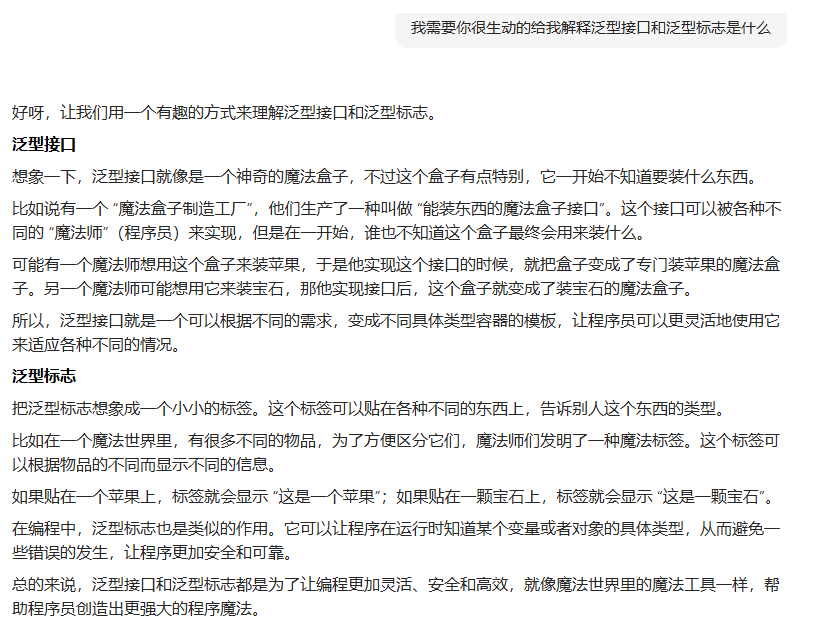 我需要你很生动的给我解释泛型接口和泛型标志是什么
好呀，让我们用一个有趣的方式来理解泛型接口和泛型标志。
泛型接口
想象一下，泛型接口就像是一个神奇的魔法盒子，不过这个盒子有点特别，它一开始不知道要装什么东西。
比如说有一个 “魔法盒子制造工厂”，他们生产了一种叫做 “能装东西的魔法盒子接口”。这个接口可以被各种不
同的 “魔法师”（程序员）来实现，但是在一开始，谁也不知道这个盒子最终会用来装什么。
可能有一个魔法师想用这个盒子来装苹果，于是他实现这个接口的时候，就把盒子变成了专门装苹果的魔法盒
子。另一个魔法师可能想用它来装宝石，那他实现接口后，这个盒子就变成了装宝石的魔法盒子。
所以，泛型接口就是一个可以根据不同的需求，变成不同具体类型容器的模板，让程序员可以更灵活地使用它
来适应各种不同的情况。
泛型标志
把泛型标志想象成一个小小的标签。这个标签可以贴在各种不同的东西上，告诉别人这个东西的类型。
比如在一个魔法世界里，有很多不同的物品，为了方便区分它们，魔法师们发明了一种魔法标签。这个标签可
以根据物品的不同而显示不同的信息。
如果贴在一个苹果上，标签就会显示 “这是一个苹果”；如果贴在一颗宝石上，标签就会显示 “这是一颗宝石”。
在编程中，泛型标志也是类似的作用。它可以让程序在运行时知道某个变量或者对象的具体类型，从而避免一
些错误的发生，让程序更加安全和可靠。
总的来说，泛型接口和泛型标志都是为了让编程更加灵活、安全和高效，就像魔法世界里的魔法工具一样，帮
助程序员创造出更强大的程序魔法。